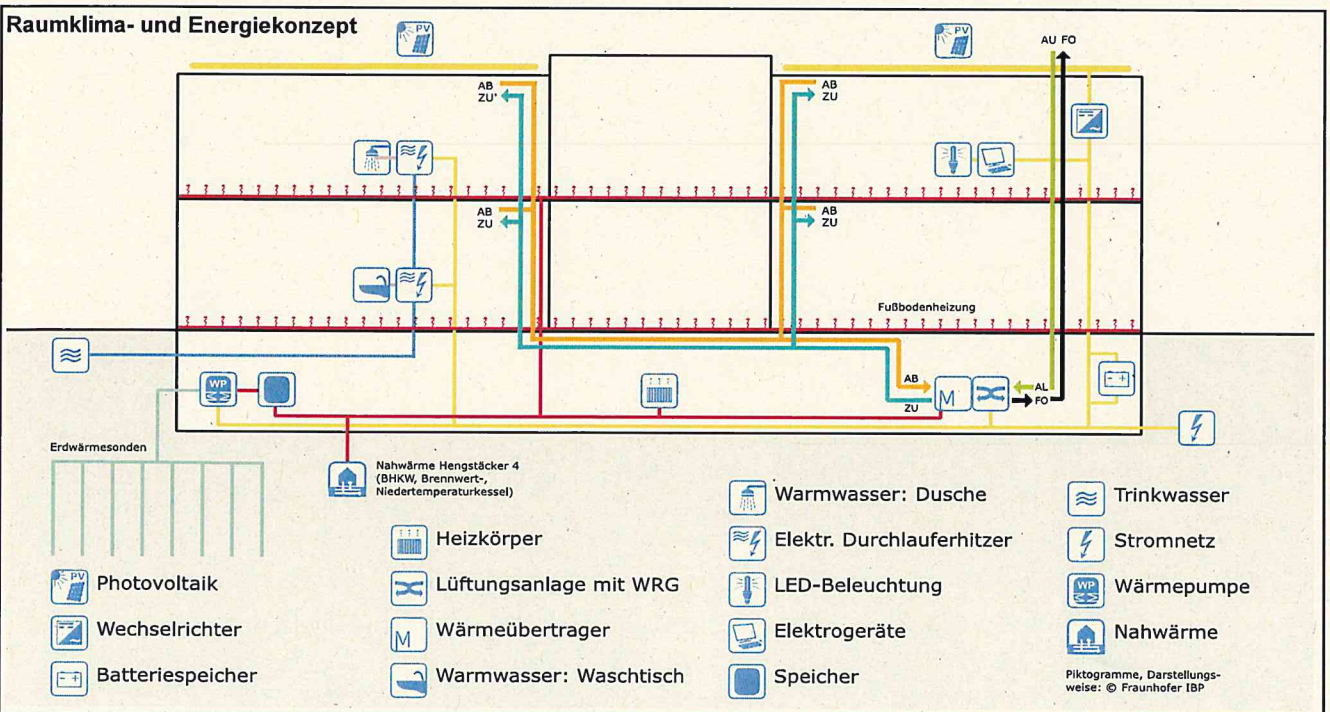 Raumklima- und Energiekonzept
PV
PV
AU FO
AB
ZU'
AB
ZU
AB
ZU
AB
ZU
Fußbodenheizung
WP
AB
ZU
M
AL
FO
Erdwärmesonden
Nahwärme Hengstäcker 4
(BHKW, Brennwert-,
Niedertemperaturkessel)
PV
Photovoltaik
Wechselrichter
Batteriespeicher
Heizkörper
Lüftungsanlage mit WRG
M
Wärmeübertrager
Warmwasser: Waschtisch
Warmwasser: Dusche
Elektr. Durchlauferhitzer
LED-Beleuchtung
Elektrogeräte
Speicher
Trinkwasser
Stromnetz
WP
Wärmepumpe
Nahwärme
Piktogramme, Darstellungs-
weise: © Fraunhofer IBP